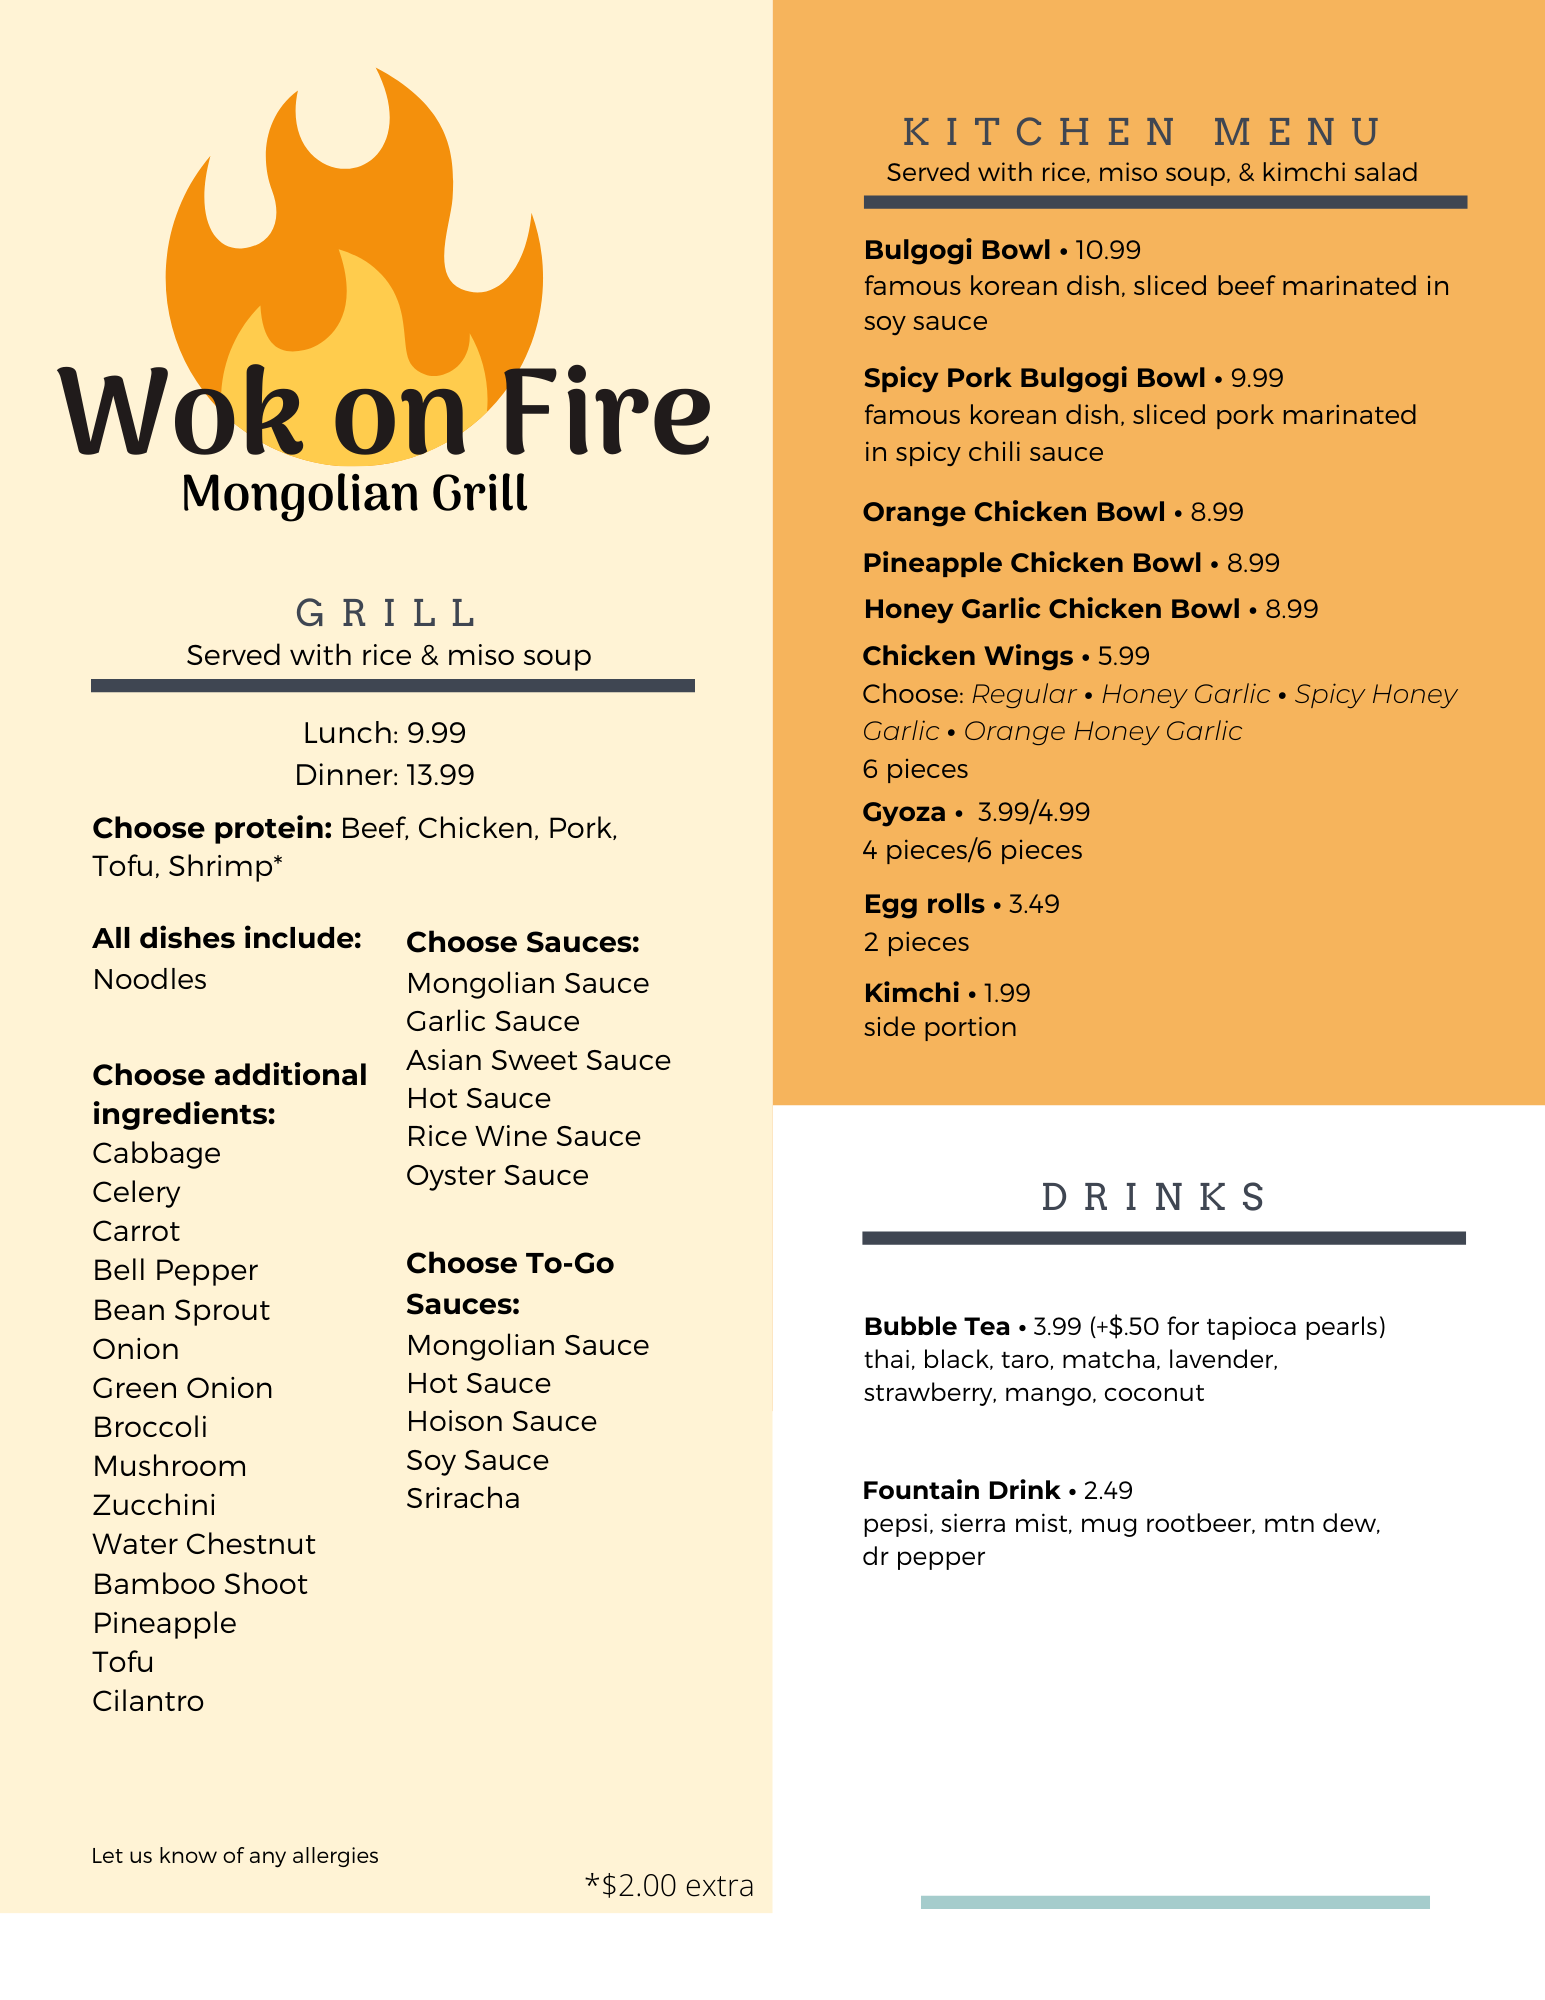 Wok on Fire
Mongolian Grill
GRILL
Served with rice & miso soup
Lunch: 9.99
Dinner: 13.99
Choose protein: Beef, Chicken, Pork,
Tofu, Shrimp*
All dishes include:
Noodles
Choose additional
ingredients:
Cabbage
Celery
Carrot
Bell Pepper
Bean Sprout
Onion
Green Onion
Broccoli
Mushroom
Zucchini
Water Chestnut
Bamboo Shoot
Pineapple
Tofu
Cilantro
Choose Sauces:
Mongolian Sauce
Garlic Sauce
Asian Sweet Sauce
Hot Sauce
Rice Wine Sauce
Oyster Sauce
Choose To-Go
Sauces:
Mongolian Sauce
Hot Sauce
Hoison Sauce
Soy Sauce
Sriracha
Let us know of any allergies
*$2.00 extra
KITCHEN MENU
Served with rice, miso soup, & kimchi salad
Bulgogi Bowl • 10.99
famous korean dish, sliced beef marinated in
soy sauce
Spicy Pork Bulgogi Bowl • 9.99
famous korean dish, sliced pork marinated
in spicy chili sauce
Orange Chicken Bowl • 8.99
Pineapple Chicken Bowl • 8.99
Honey Garlic Chicken Bowl • 8.99
Chicken Wings • 5.99
Choose: Regular • Honey Garlic • Spicy Honey
Garlic • Orange Honey Garlic
6 pieces
Gyoza • 3.99/4.99
4 pieces/6 pieces
Egg rolls • 3.49
2 pieces
Kimchi • 1.99
side portion
DRINKS
Bubble Tea • 3.99 (+$.50 for tapioca pearls)
thai, black, taro, matcha, lavender,
strawberry, mango, coconut
Fountain Drink • 2.49
pepsi, sierra mist, mug rootbeer, mtn dew,
dr pepper